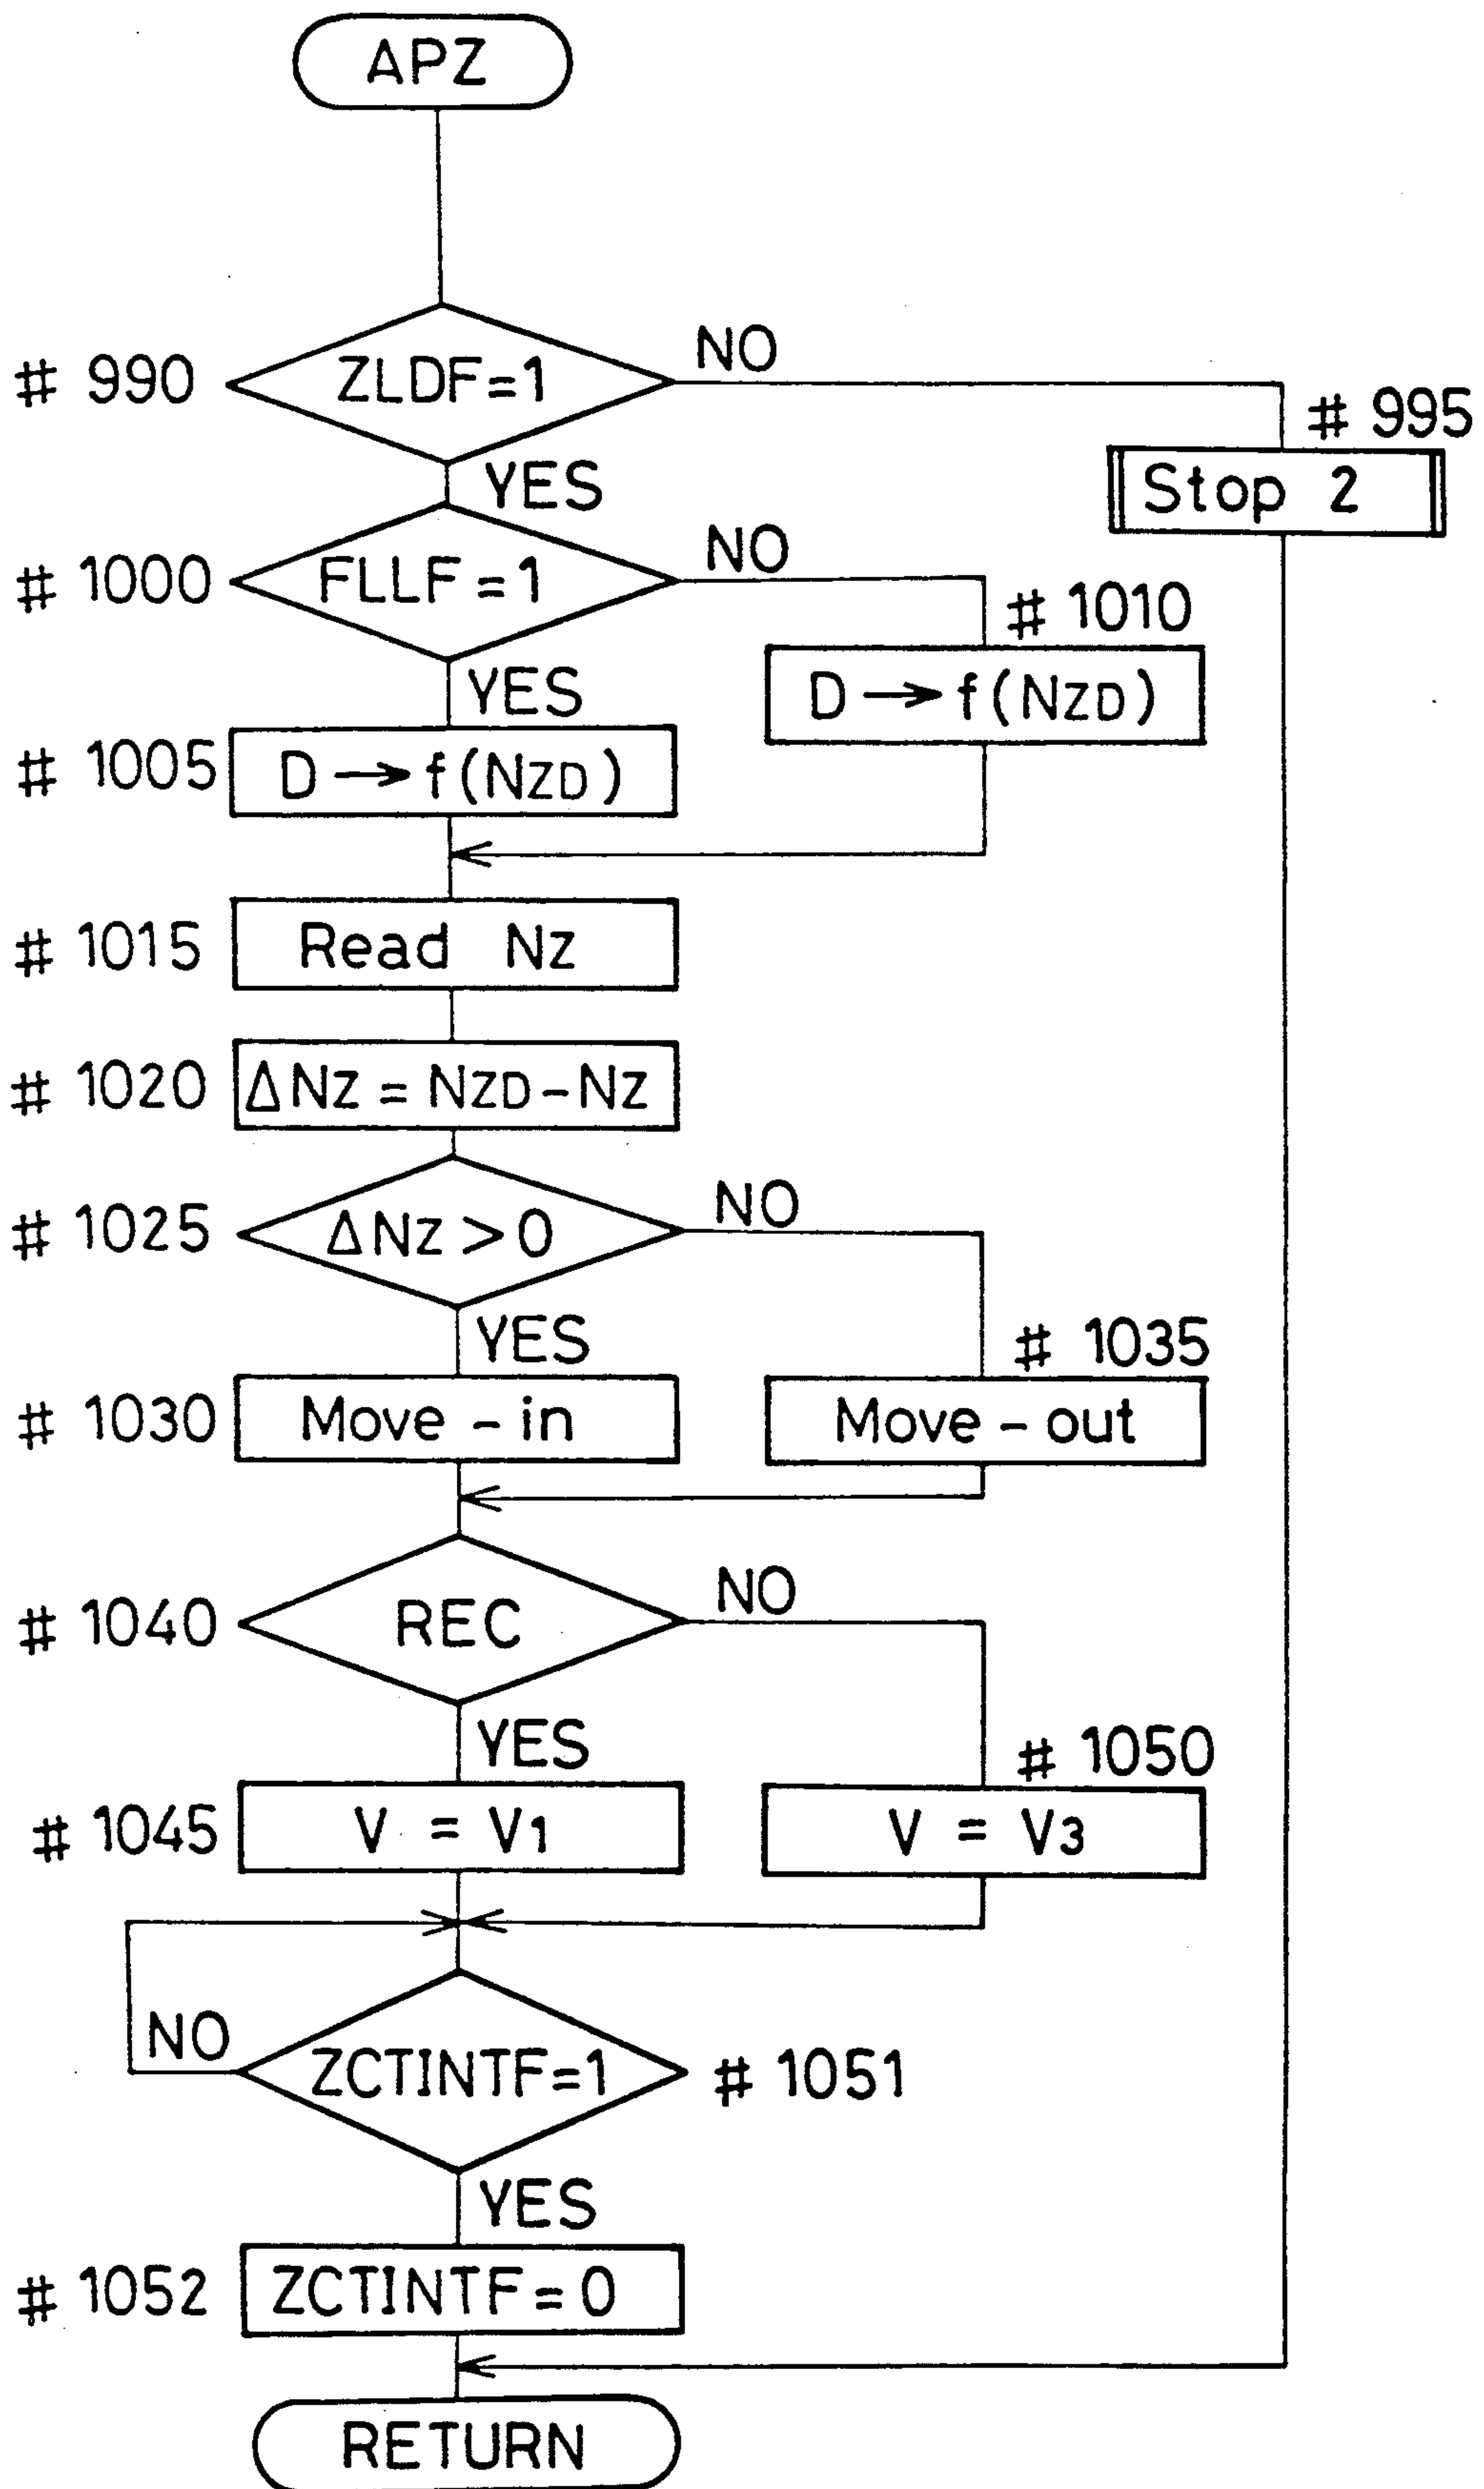 APZ
# 990 ZLDF=1 NO
# 995
Stop 2
YES
# 1000 FLLF=1 NO
# 1010
D→f(NZD)
YES
# 1005 D→f(NZD)
# 1015 Read Nz
# 1020 ΔNz = NZD-Nz
# 1025 ΔNz>0 NO
YES
# 1035
# 1030 Move-in
Move-out
# 1040 REC NO
YES
# 1050
# 1045 V = V1
V = V3
NO
ZCTINTF=1 # 1051
YES
# 1052 ZCTINTF=0
RETURN